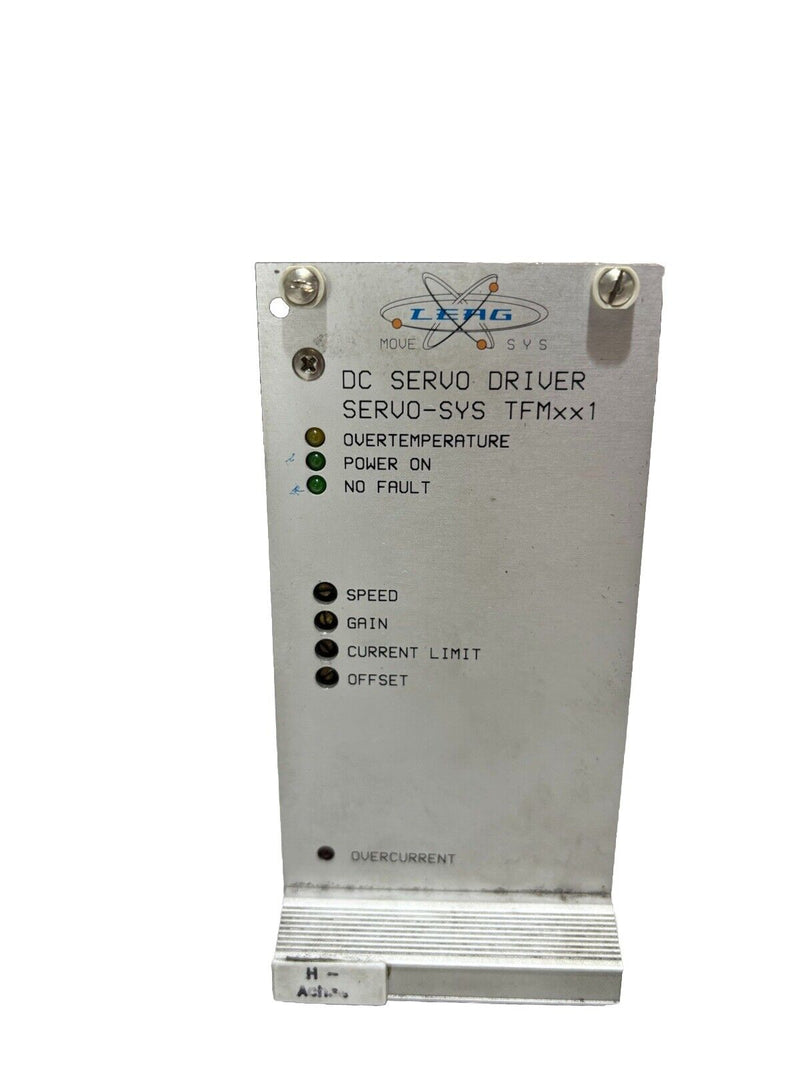 LEAG
MOVE SYS
DC SERVO DRIVER
SERVO-SYS TFMxx1
OVERTEMPERATURE
POWER ON
NO FAULT
SPEED
GAIN
CURRENT LIMIT
OFFSET
OVERCURRENT
H -